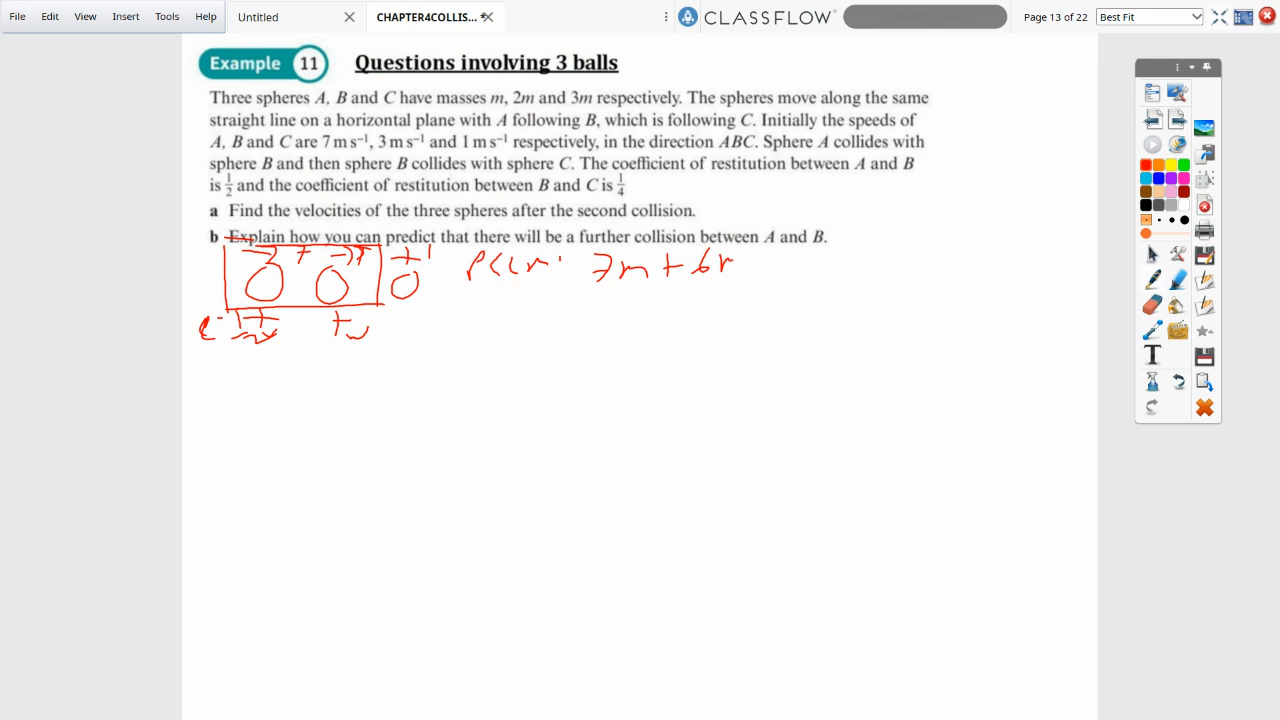 File Edit View Insert Tools Help Untitled CHAPTER4COLLIS... * CLASSFLOW Page 13 of 22 Best Fit
Example 11 Questions involving 3 balls
Three spheres A, B and C have masses m, 2m and 3m respectively. The spheres move along the same
straight line on a horizontal plane with A following B, which is following C. Initially the speeds of
A, B and C are 7 m s⁻¹, 3 m s⁻¹ and 1 m s⁻¹ respectively, in the direction ABC. Sphere A collides with
sphere B and then sphere B collides with sphere C. The coefficient of restitution between A and B
is 1/2 and the coefficient of restitution between B and C is 1/4
a Find the velocities of the three spheres after the second collision.
b Explain how you can predict that there will be a further collision between A and B.
7m + 6m
T